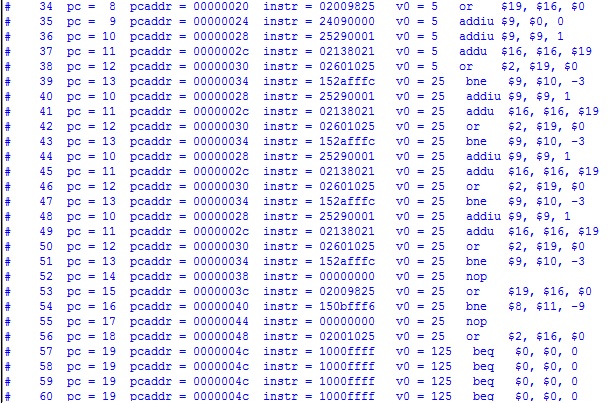 #    34  pc =  8  pcaddr = 00000020  instr = 02009825   v0 = 5   or     $19, $16, $0
#    35  pc =  9  pcaddr = 00000024  instr = 24090000   v0 = 5   addiu $9, $0, 0
#    36  pc = 10  pcaddr = 00000028  instr = 25290001   v0 = 5   addiu $9, $9, 1
#    37  pc = 11  pcaddr = 0000002c  instr = 02138021   v0 = 5   addu  $16, $16, $19
#    38  pc = 12  pcaddr = 00000030  instr = 02601025   v0 = 5   or    $2, $19, $0
#    39  pc = 13  pcaddr = 00000034  instr = 152afffc   v0 = 25   bne   $9, $10, -3
#    40  pc = 10  pcaddr = 00000028  instr = 25290001   v0 = 25   addiu $9, $9, 1
#    41  pc = 11  pcaddr = 0000002c  instr = 02138021   v0 = 25   addu  $16, $16, $19
#    42  pc = 12  pcaddr = 00000030  instr = 02601025   v0 = 25   or    $2, $19, $0
#    43  pc = 13  pcaddr = 00000034  instr = 152afffc   v0 = 25   bne   $9, $10, -3
#    44  pc = 10  pcaddr = 00000028  instr = 25290001   v0 = 25   addiu $9, $9, 1
#    45  pc = 11  pcaddr = 0000002c  instr = 02138021   v0 = 25   addu  $16, $16, $19
#    46  pc = 12  pcaddr = 00000030  instr = 02601025   v0 = 25   or    $2, $19, $0
#    47  pc = 13  pcaddr = 00000034  instr = 152afffc   v0 = 25   bne   $9, $10, -3
#    48  pc = 10  pcaddr = 00000028  instr = 25290001   v0 = 25   addiu $9, $9, 1
#    49  pc = 11  pcaddr = 0000002c  instr = 02138021   v0 = 25   addu  $16, $16, $19
#    50  pc = 12  pcaddr = 00000030  instr = 02601025   v0 = 25   or    $2, $19, $0
#    51  pc = 13  pcaddr = 00000034  instr = 152afffc   v0 = 25   bne   $9, $10, -3
#    52  pc = 14  pcaddr = 00000038  instr = 00000000   v0 = 25   nop
#    53  pc = 15  pcaddr = 0000003c  instr = 02009825   v0 = 25   or    $19, $16, $0
#    54  pc = 16  pcaddr = 00000040  instr = 150bfff6   v0 = 25   bne   $8, $11, -9
#    55  pc = 17  pcaddr = 00000044  instr = 00000000   v0 = 25   nop
#    56  pc = 18  pcaddr = 00000048  instr = 02001025   v0 = 25   or    $2, $16, $0
#    57  pc = 19  pcaddr = 0000004c  instr = 1000ffff   v0 = 125   beq   $0, $0, 0
#    58  pc = 19  pcaddr = 0000004c  instr = 1000ffff   v0 = 125   beq   $0, $0, 0
#    59  pc = 19  pcaddr = 0000004c  instr = 1000ffff   v0 = 125   beq   $0, $0, 0
#    60  pc = 19  pcaddr = 0000004c  instr = 1000ffff   v0 = 125   beq   $0, $0, 0